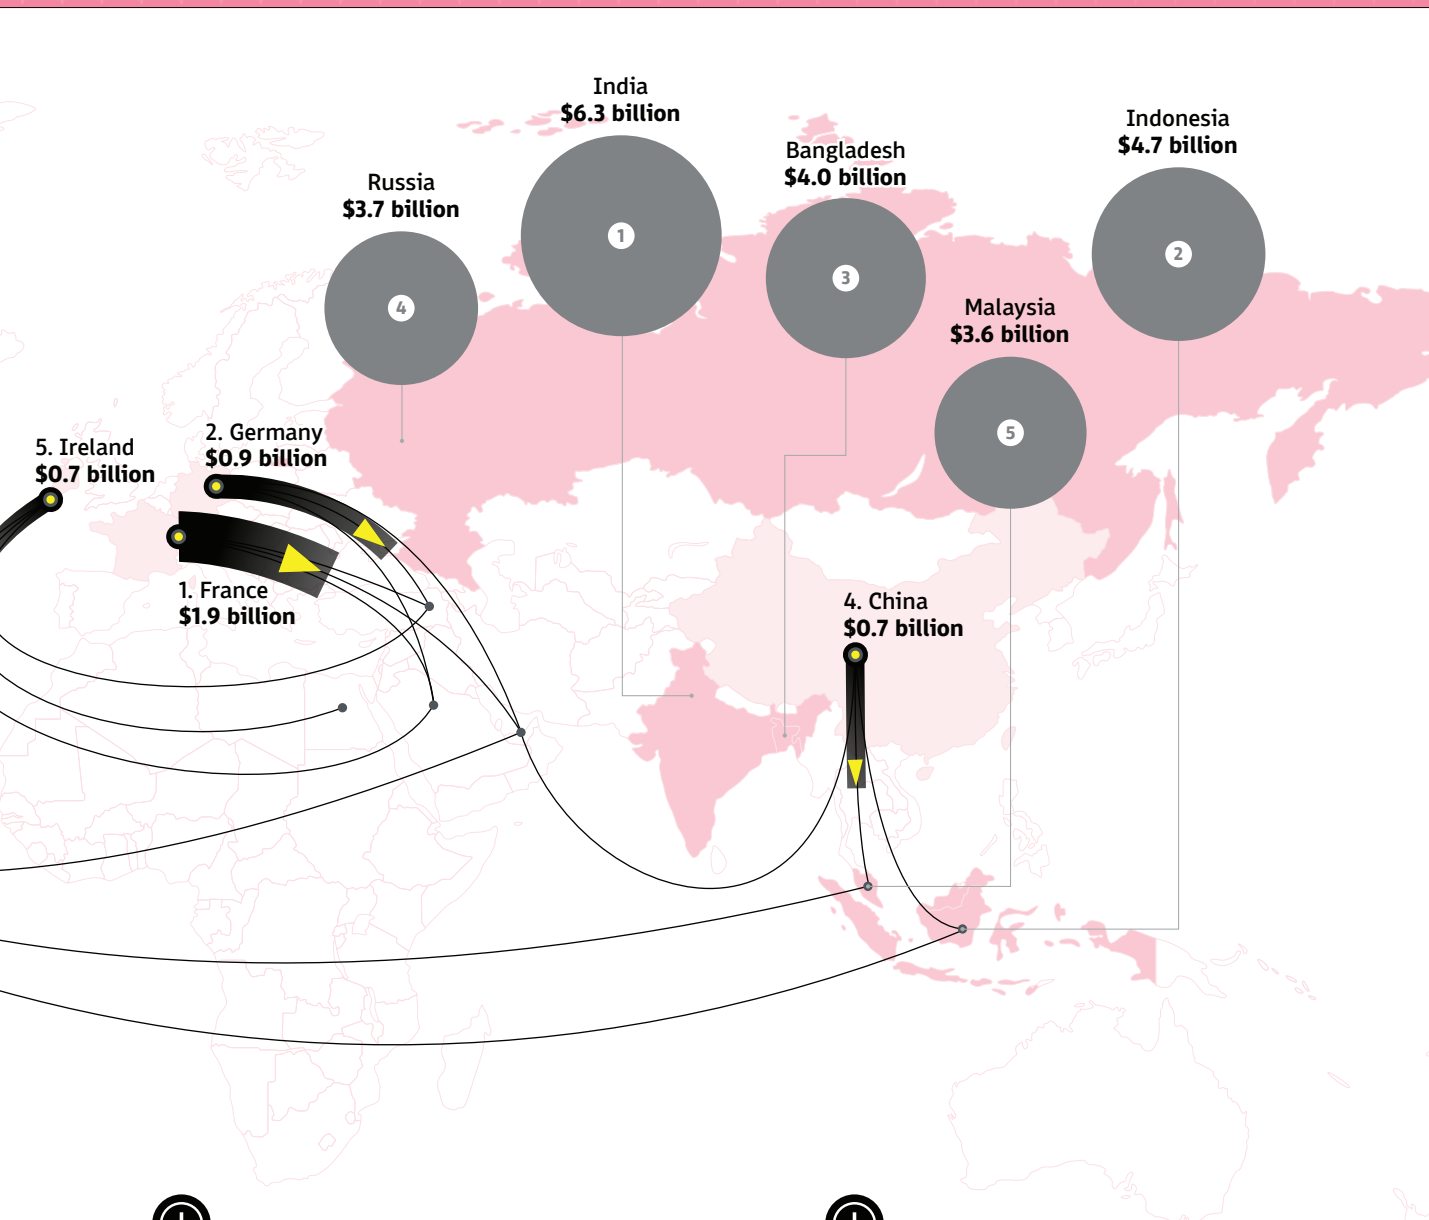 India
$6.3 billion
1
Indonesia
$4.7 billion
2
Bangladesh
$4.0 billion
3
Russia
$3.7 billion
4
Malaysia
$3.6 billion
5
5. Ireland
$0.7 billion
2. Germany
$0.9 billion
1. France
$1.9 billion
4. China
$0.7 billion